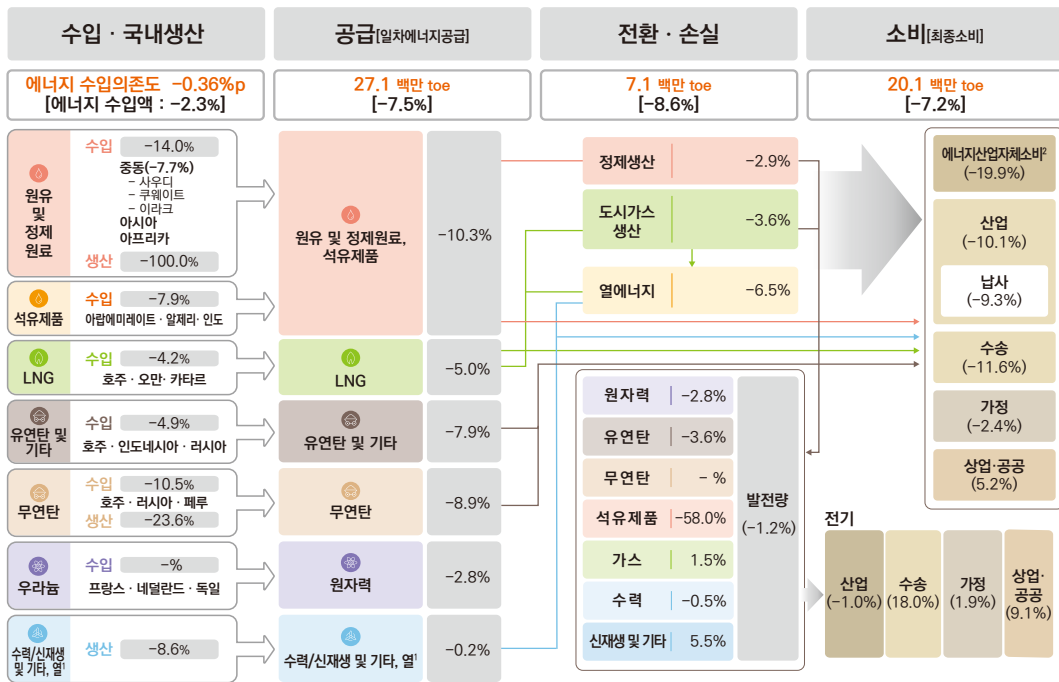 수입 · 국내생산
공급[일차에너지공급]
전환 · 손실
소비[최종소비]
에너지 수입의존도 -0.36%p
[에너지 수입액 : -2.3%]
27.1 백만 toe
[-7.5%]
7.1 백만 toe
[-8.6%]
20.1 백만 toe
[-7.2%]
원유
및
정제
원료
수입 -14.0%
중동(-7.7%)
- 사우디
- 쿠웨이트
- 이라크
아시아
아프리카
생산 -100.0%
석유제품
수입 -7.9%
아랍에미레이트 · 알제리 · 인도
LNG
수입 -4.2%
호주 · 오만 · 카타르
유연탄 및
기타
수입 -4.9%
호주 · 인도네시아 · 러시아
무연탄
수입 -10.5%
호주 · 러시아 · 페루
생산 -23.6%
우라늄
수입 -%
프랑스 · 네덜란드 · 독일
수력/신재생
및 기타, 열¹
생산 -8.6%
원유 및 정제원료,
석유제품
-10.3%
LNG
-5.0%
유연탄 및 기타
-7.9%
무연탄
-8.9%
원자력
-2.8%
수력/신재생 및 기타, 열¹
-0.2%
정제생산 -2.9%
도시가스
생산
-3.6%
열에너지 -6.5%
원자력 -2.8%
유연탄 -3.6%
무연탄 - %
석유제품 -58.0%
가스 1.5%
수력 -0.5%
신재생 및 기타 5.5%
발전량
(-1.2%)
에너지산업자체소비²
(-19.9%)
산업
(-10.1%)
납사
(-9.3%)
수송
(-11.6%)
가정
(-2.4%)
상업·공공
(5.2%)
전기
산업
(-1.0%)
수송
(18.0%)
가정
(1.9%)
상업·
공공
(9.1%)